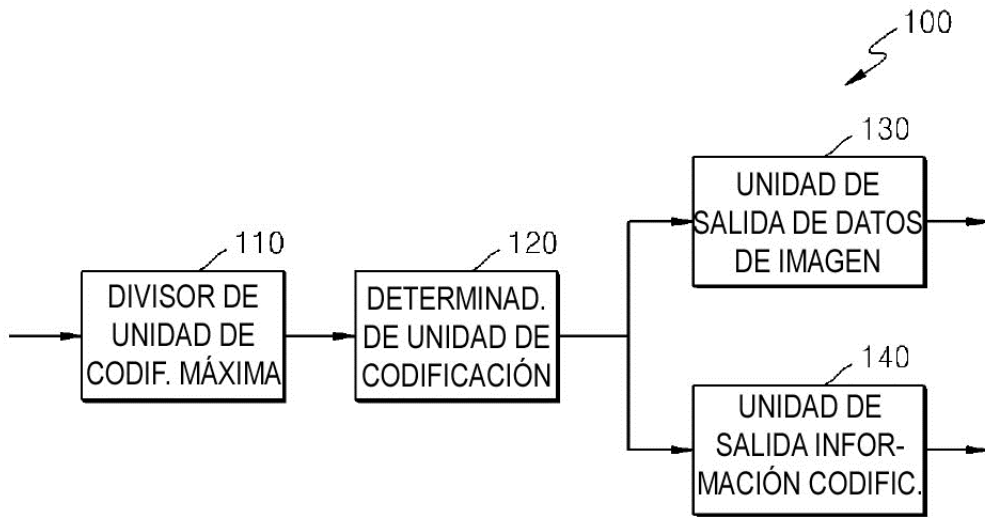 100
130
UNIDAD DE
SALIDA DE DATOS
DE IMAGEN
110
DIVISOR DE
UNIDAD DE
CODIF. MÁXIMA
120
DETERMINAD.
DE UNIDAD DE
CODIFICACIÓN
140
UNIDAD DE
SALIDA INFOR-
MACIÓN CODIFIC.